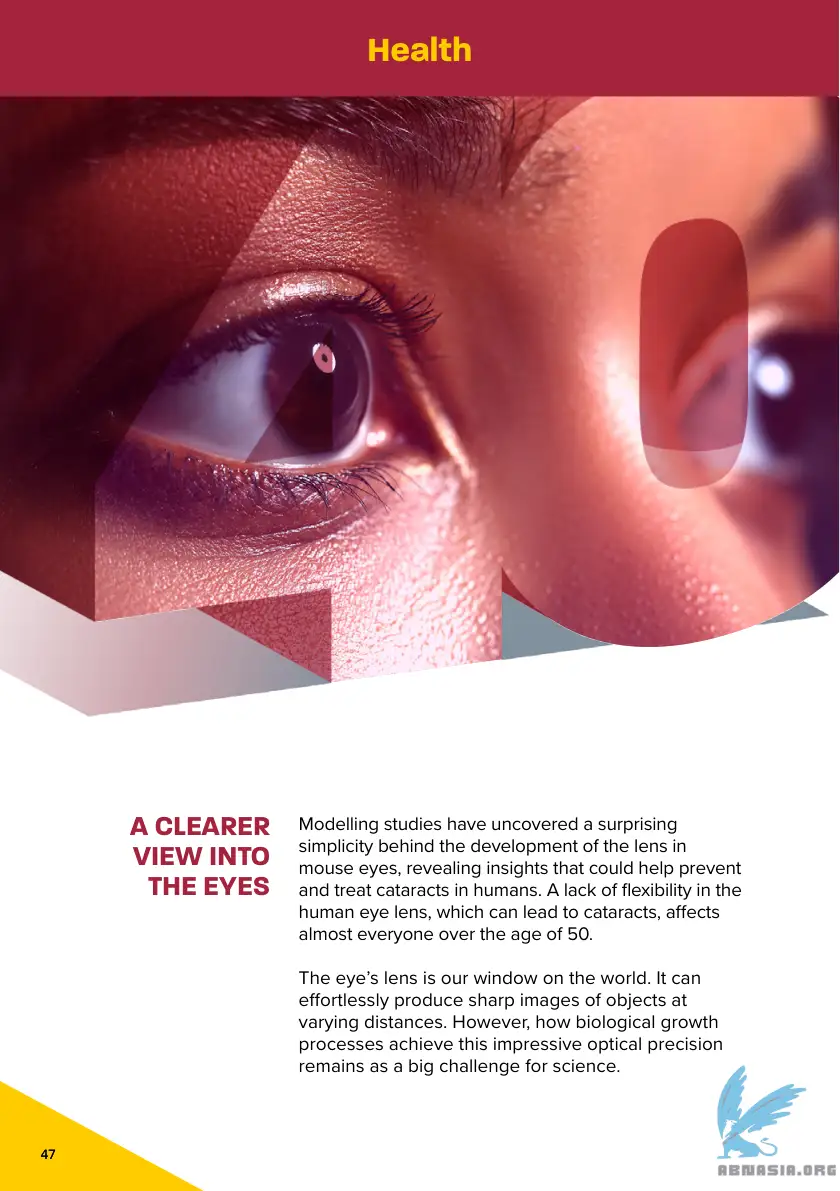 Health
A CLEARER
VIEW INTO
THE EYES
Modelling studies have uncovered a surprising
simplicity behind the development of the lens in
mouse eyes, revealing insights that could help prevent
and treat cataracts in humans. A lack of flexibility in the
human eye lens, which can lead to cataracts, affects
almost everyone over the age of 50.
The eye’s lens is our window on the world. It can
effortlessly produce sharp images of objects at
varying distances. However, how biological growth
processes achieve this impressive optical precision
remains as a big challenge for science.
47
ABNASIA.ORG